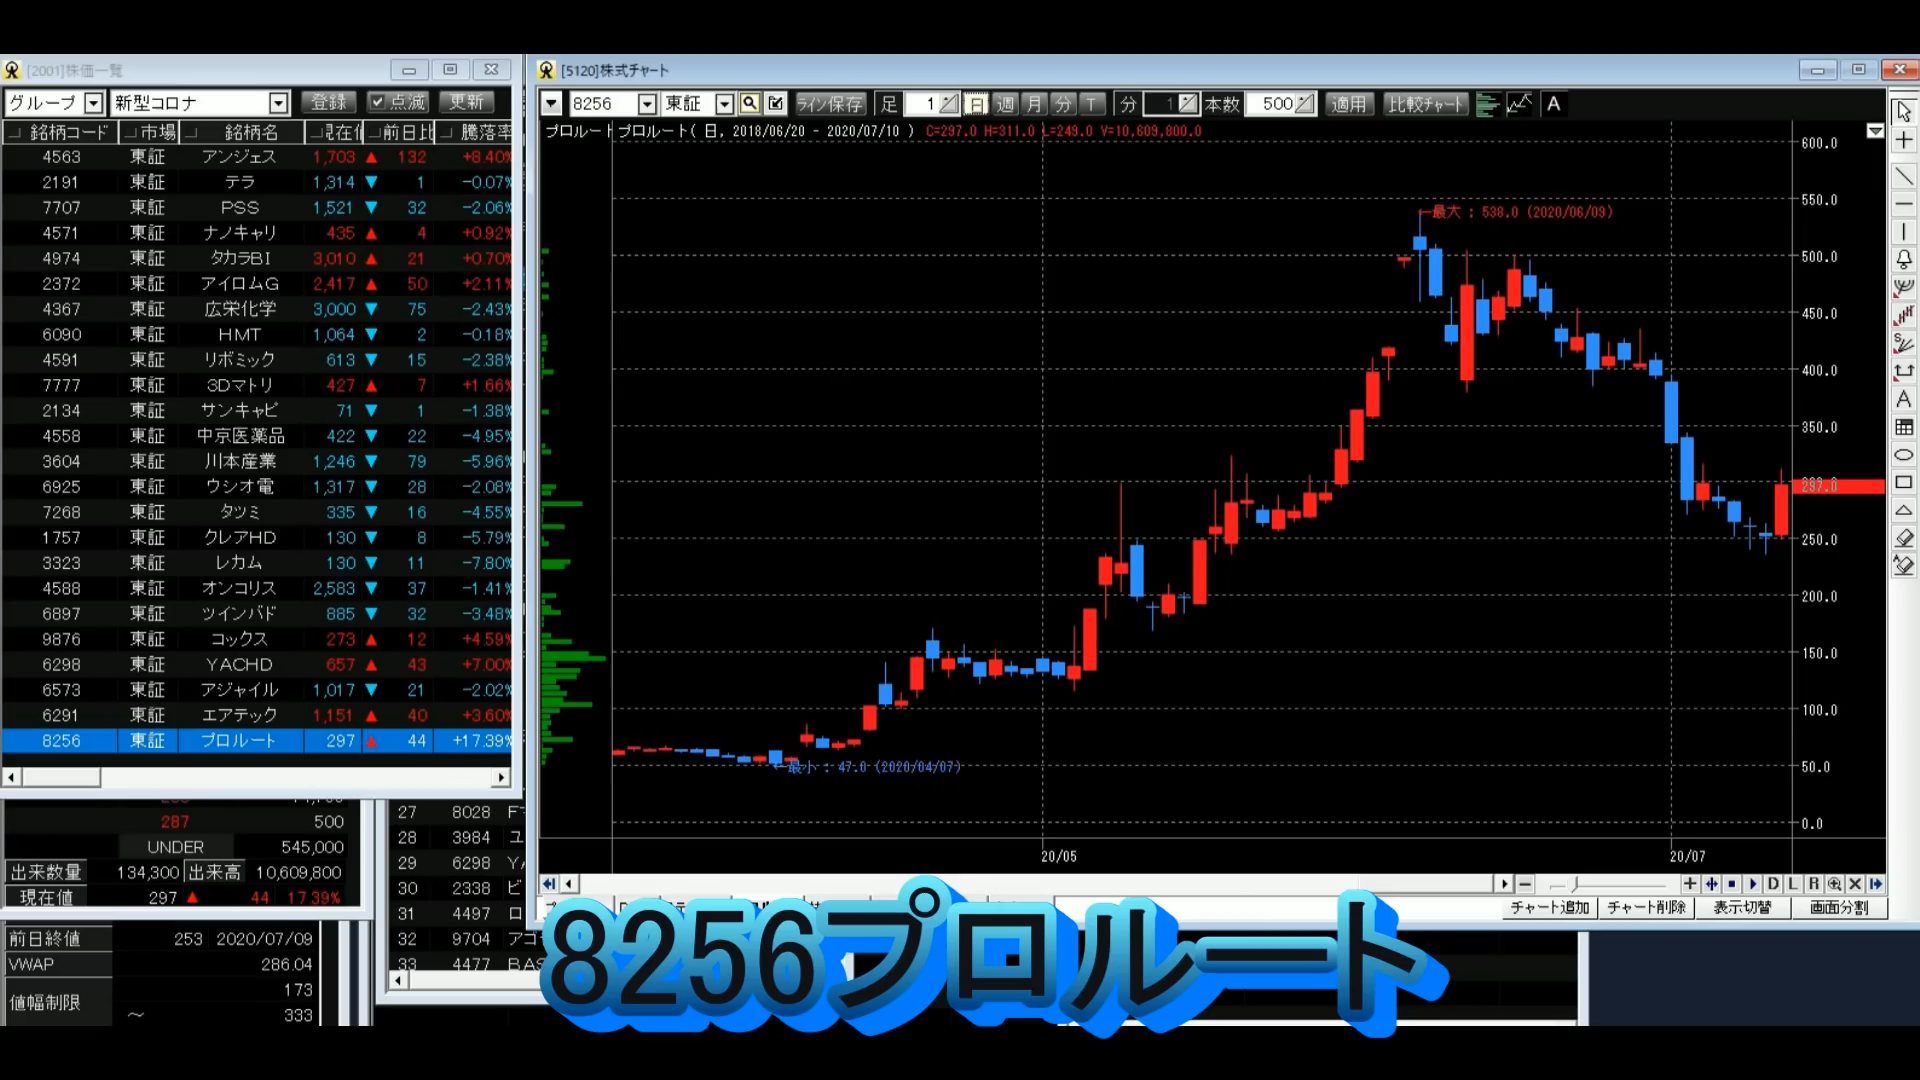 [2001]株価一覧
グループ 新型コロナ 登録 点滅 更新
銘柄コード 市場 銘柄名 現在値 前日比 騰落率
4563 東証 アンジェス 1,703 ▲ 132 +8.40%
2191 東証 テラ 1,314 ▼ 1 -0.07%
7707 東証 PSS 1,521 ▼ 32 -2.06%
4571 東証 ナノキャリ 435 ▲ 4 +0.92%
4974 東証 タカラBI 3,010 ▲ 21 +0.70%
2372 東証 アイロムG 2,417 ▲ 50 +2.11%
4367 東証 広栄化学 3,000 ▼ 75 -2.43%
6090 東証 HMT 1,064 ▼ 2 -0.18%
4591 東証 リボミック 613 ▼ 15 -2.38%
7777 東証 3Dマトリ 427 ▲ 7 +1.66%
2134 東証 サンキャピ 71 ▼ 1 -1.38%
4558 東証 中京医薬品 422 ▼ 22 -4.95%
3604 東証 川本産業 1,246 ▼ 79 -5.96%
6925 東証 ウシオ電 1,317 ▼ 28 -2.08%
7268 東証 タツミ 335 ▼ 16 -4.55%
1757 東証 クレアHD 130 ▼ 8 -5.79%
3323 東証 レカム 130 ▼ 11 -7.80%
4588 東証 オンコリス 2,583 ▼ 37 -1.41%
6897 東証 ツインバド 885 ▼ 32 -3.48%
9876 東証 コックス 273 ▲ 12 +4.59%
6298 東証 YACHD 657 ▲ 43 +7.00%
6573 東証 アジャイル 1,017 ▼ 21 -2.02%
6291 東証 エアテック 1,151 ▲ 40 +3.60%
8256 東証 プロルート 297 ▲ 44 +17.39%
287 500
UNDER 545,000
出来数量 134,300 出来高 10,609,800
現在値 297 ▲ 44 17.39%
前日終値 253 2020/07/09
VWAP 286.04
値幅制限 173
～ 333
27 8028 F
28 3984 ユ
29 6298 Y
30 2338 ビ
31 4497 ロ
32 9704 アゴ
33 4477 BAS
[5120]株式チャート
8256 東証 ライン保存 足 1 日 週 月 分 T 分 1 本数 500 適用 比較チャート A
プロルート プロルート( 日, 2018/06/20 - 2020/07/10 ) C=297.0 H=311.0 L=249.0 V=10,609,800.0
600.0
550.0
←最大 : 538.0 (2020/06/09)
500.0
450.0
400.0
350.0
297.0
250.0
200.0
150.0
100.0
50.0
←最小 : 47.0 (2020/04/07)
0.0
20/05 20/07
D L R
チャート追加 チャート削除 表示切替 画面分割
8256プロルート